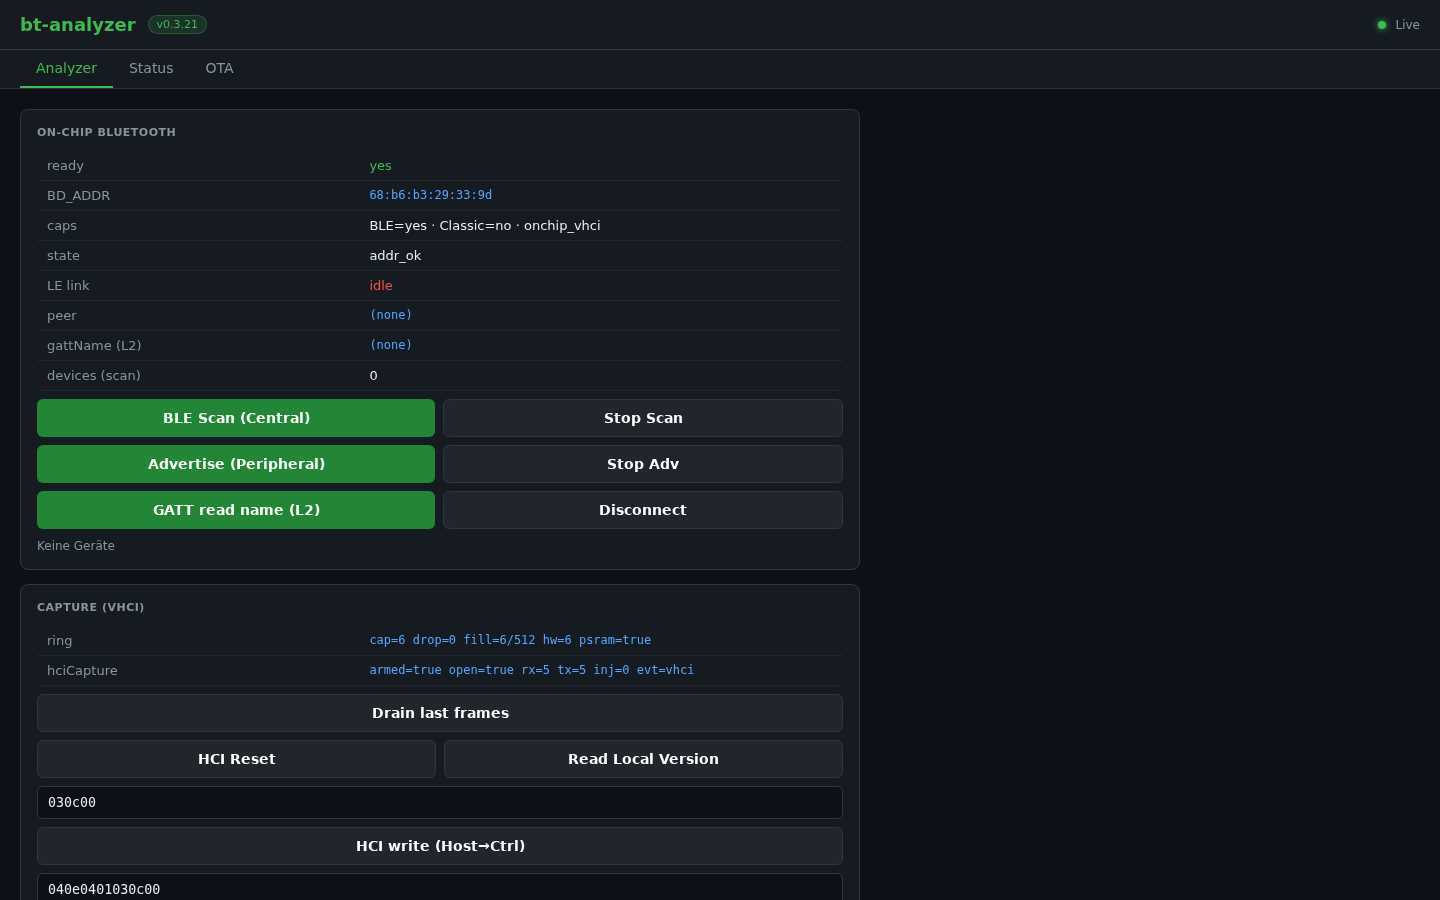 bt-analyzer v0.3.21 Live
Analyzer Status OTA
ON-CHIP BLUETOOTH
ready yes
BD_ADDR 68:b6:b3:29:33:9d
caps BLE=yes · Classic=no · onchip_vhci
state addr_ok
LE link idle
peer (none)
gattName (L2) (none)
devices (scan) 0
BLE Scan (Central) Stop Scan
Advertise (Peripheral) Stop Adv
GATT read name (L2) Disconnect
Keine Geräte
CAPTURE (VHCI)
ring cap=6 drop=0 fill=6/512 hw=6 psram=true
hciCapture armed=true open=true rx=5 tx=5 inj=0 evt=vhci
Drain last frames
HCI Reset Read Local Version
030c00
HCI write (Host→Ctrl)
040e0401030c00